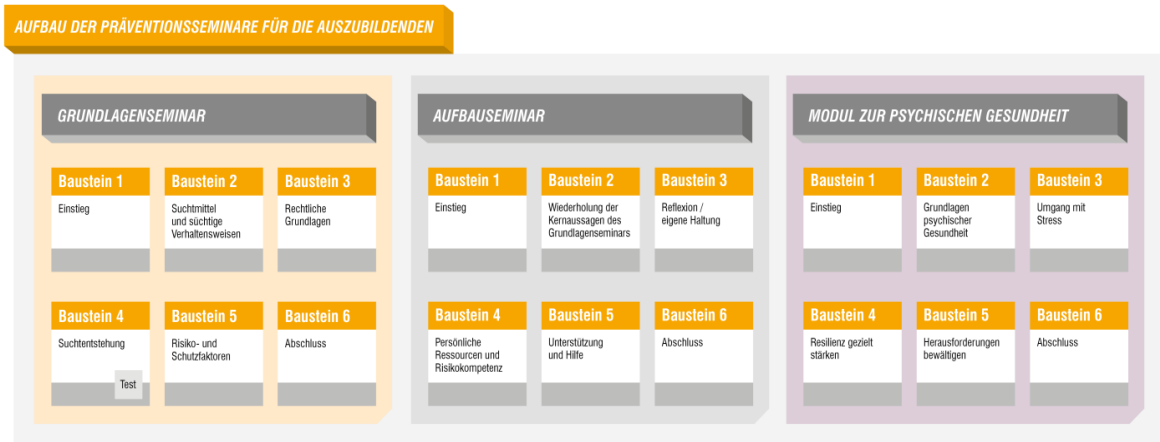 AUFBAU DER PRÄVENTIONSSEMINARE FÜR DIE AUSZUBILDENDEN
GRUNDLAGENSEMINAR
Baustein 1
Einstieg
Baustein 2
Suchtmittel
und süchtige
Verhaltensweisen
Baustein 3
Rechtliche
Grundlagen
Baustein 4
Suchtentstehung
Test
Baustein 5
Risiko- und
Schutzfaktoren
Baustein 6
Abschluss
AUFBAUSEMINAR
Baustein 1
Einstieg
Baustein 2
Wiederholung der
Kernaussagen des
Grundlagenseminars
Baustein 3
Reflexion /
eigene Haltung
Baustein 4
Persönliche
Ressourcen und
Risikokompetenz
Baustein 5
Unterstützung
und Hilfe
Baustein 6
Abschluss
MODUL ZUR PSYCHISCHEN GESUNDHEIT
Baustein 1
Einstieg
Baustein 2
Grundlagen
psychischer
Gesundheit
Baustein 3
Umgang mit
Stress
Baustein 4
Resilienz gezielt
stärken
Baustein 5
Herausforderungen
bewältigen
Baustein 6
Abschluss